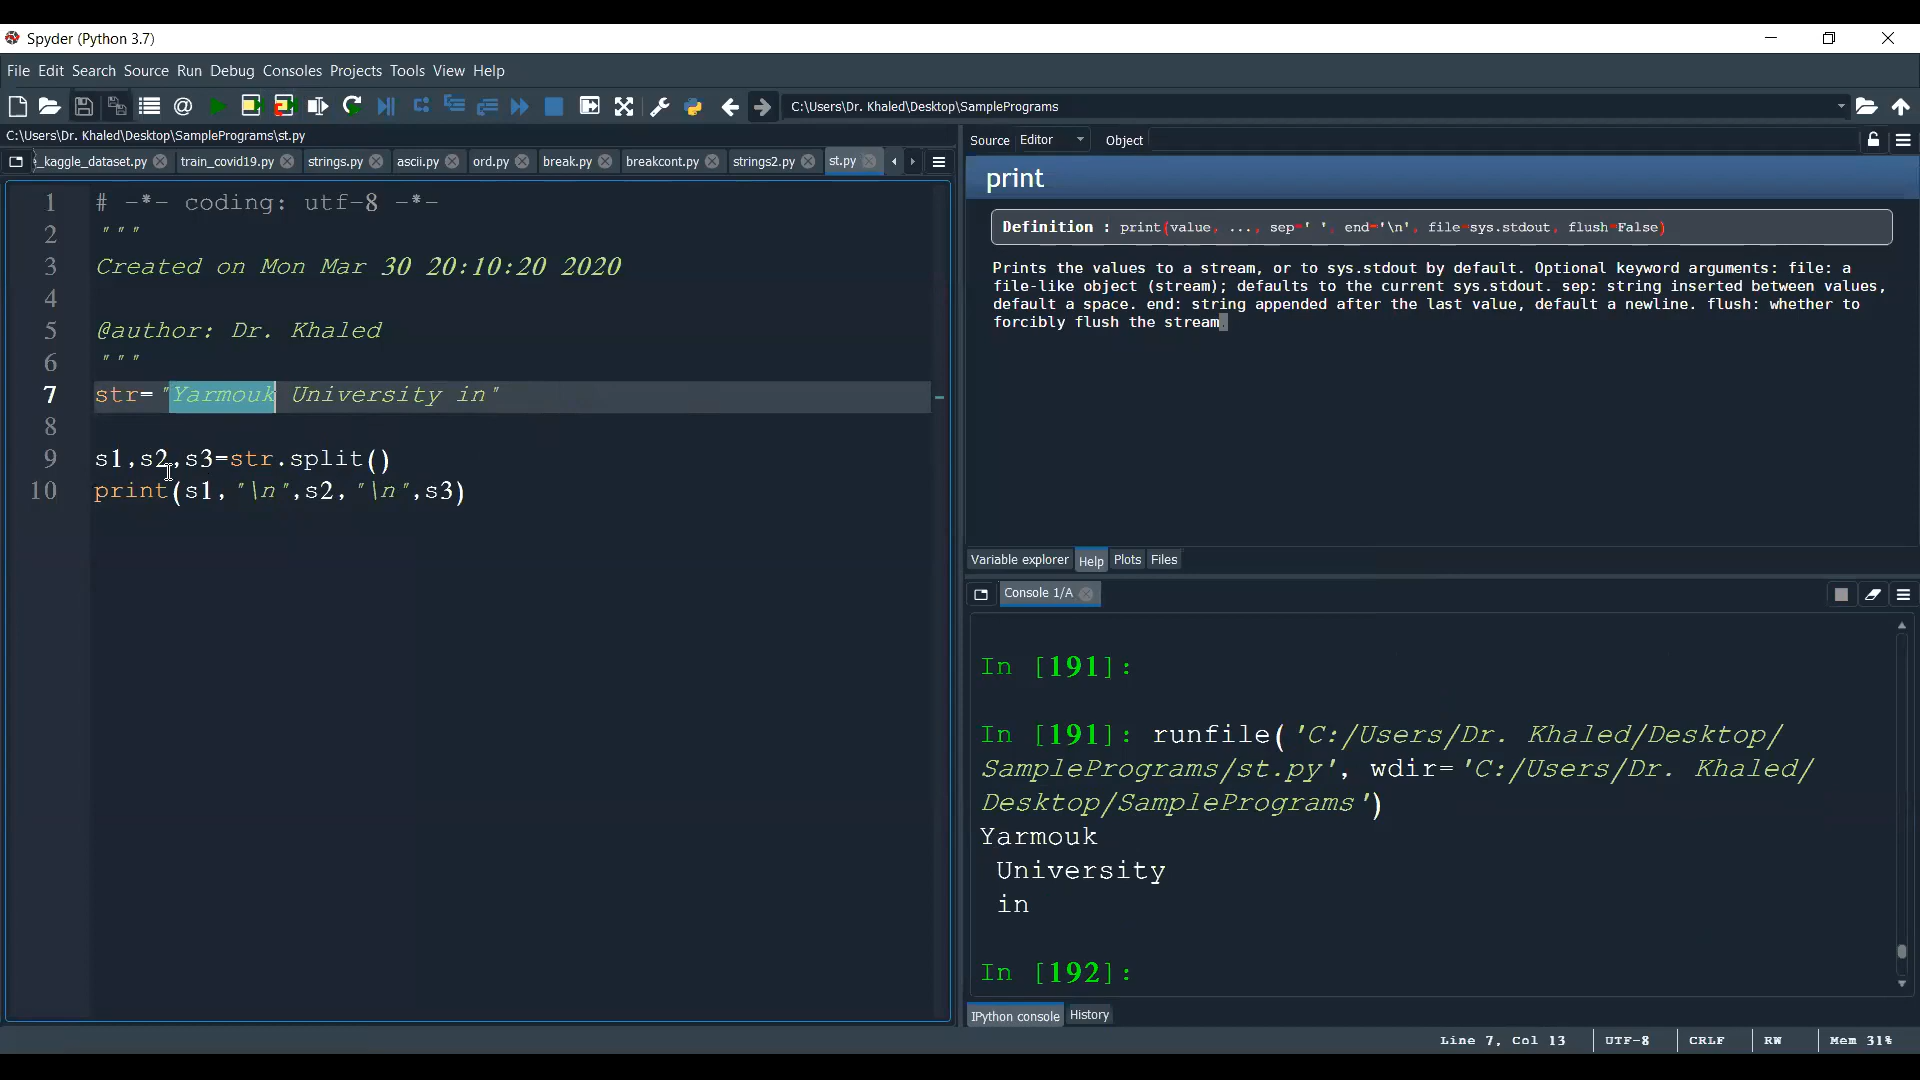 Spyder (Python 3.7)
File Edit Search Source Run Debug Consoles Projects Tools View Help
C:\Users\Dr. Khaled\Desktop\SamplePrograms
C:\Users\Dr. Khaled\Desktop\SamplePrograms\st.py
_kaggle_dataset.py train_covid19.py strings.py ascii.py ord.py break.py breakcont.py strings2.py st.py
1 # -*- coding: utf-8 -*-
2 """
3 Created on Mon Mar 30 20:10:20 2020
4
5 @author: Dr. Khaled
6 """
7 str="Yarmouk University in"
8
9 s1,s2,s3=str.split()
10 print(s1,"\n",s2,"\n",s3)
Source Editor Object
print
Definition : print(value, ..., sep=' ', end='\n', file=sys.stdout, flush=False)
Prints the values to a stream, or to sys.stdout by default. Optional keyword arguments: file: a
file-like object (stream); defaults to the current sys.stdout. sep: string inserted between values,
default a space. end: string appended after the last value, default a newline. flush: whether to
forcibly flush the stream.
Variable explorer Help Plots Files
Console 1/A
In [191]:
In [191]: runfile('C:/Users/Dr. Khaled/Desktop/
SamplePrograms/st.py', wdir='C:/Users/Dr. Khaled/
Desktop/SamplePrograms')
Yarmouk
University
in
In [192]:
IPython console History
Line 7, Col 13 UTF-8 CRLF RW Mem 31%